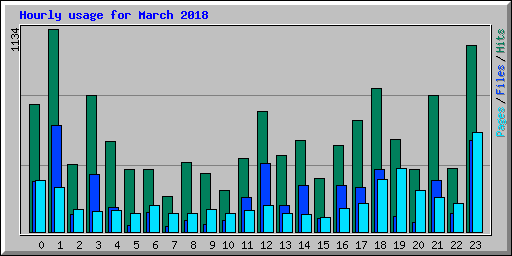 Hourly usage for March 2018
1134
Pages / Files / Hits
0 1 2 3 4 5 6 7 8 9 10 11 12 13 14 15 16 17 18 19 20 21 22 23